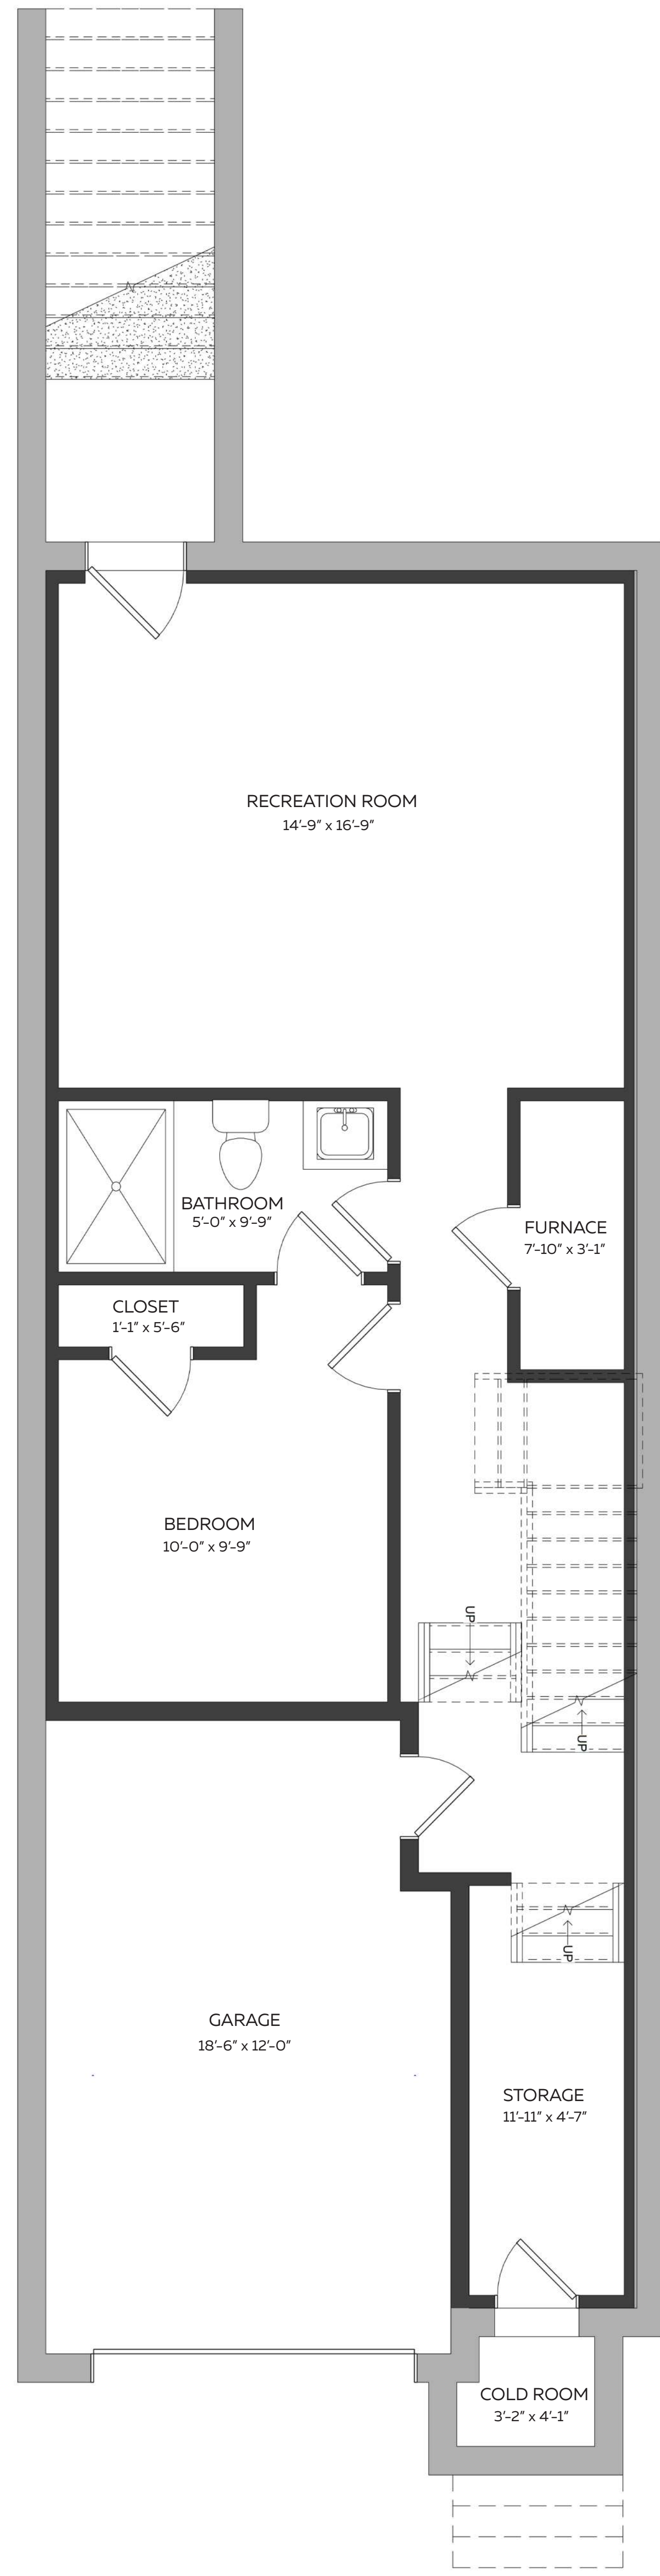 RECREATION ROOM
14'-9" x 16'-9"
BATHROOM
5'-0" x 9'-9"
FURNACE
7'-10" x 3'-1"
CLOSET
1'-1" x 5'-6"
BEDROOM
10'-0" x 9'-9"
UP
UP
UP
GARAGE
18'-6" x 12'-0"
STORAGE
11'-11" x 4'-7"
COLD ROOM
3'-2" x 4'-1"